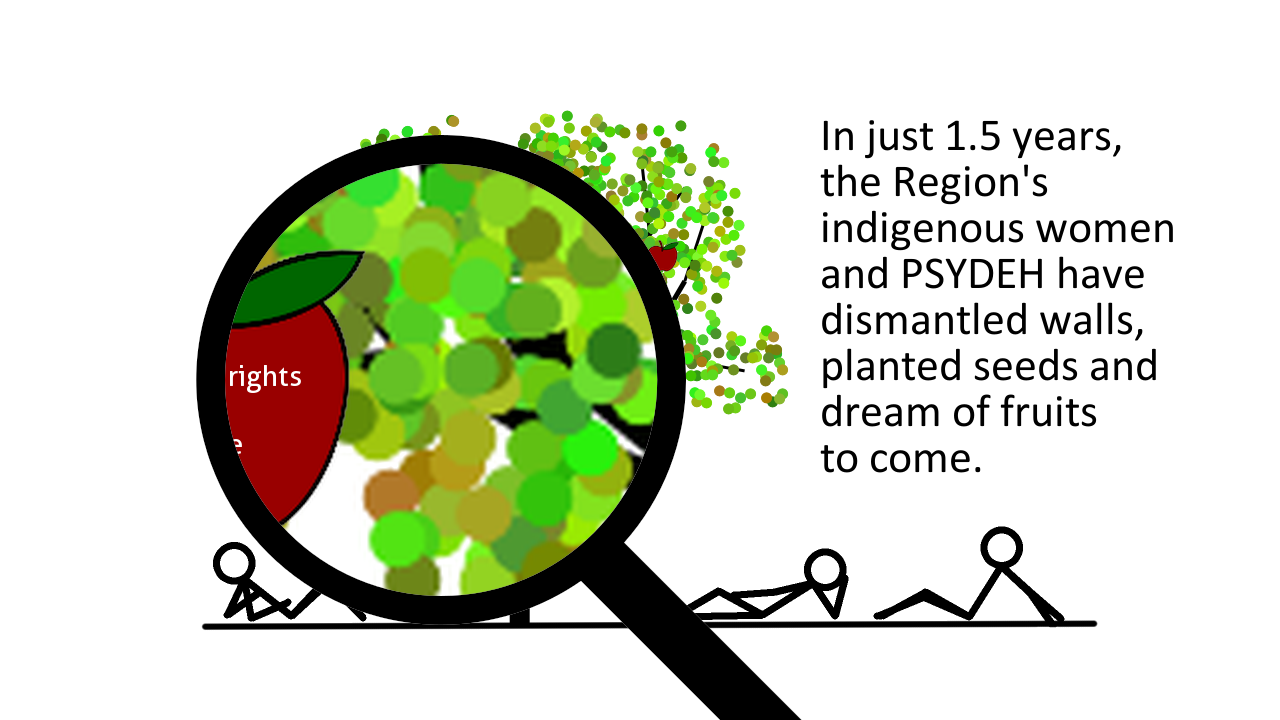 In just 1.5 years,
the Region's
indigenous women
and PSYDEH have
dismantled walls,
planted seeds and
dream of fruits
to come.
rights
e